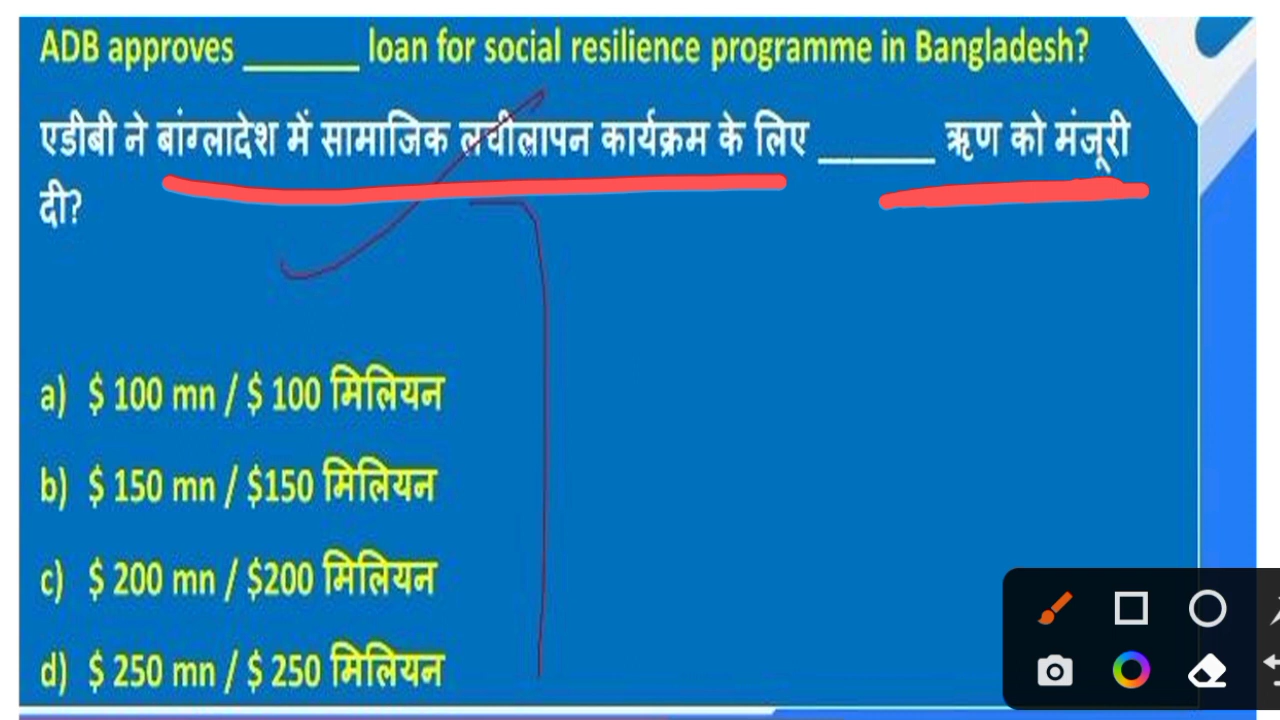 ADB approves ______ loan for social resilience programme in Bangladesh?
एडीबी ने बांग्लादेश में सामाजिक लचीलापन कार्यक्रम के लिए ______ ऋण को मंजूरी
दी?
a) $ 100 mn / $ 100 मिलियन
b) $ 150 mn / $150 मिलियन
c) $ 200 mn / $200 मिलियन
d) $ 250 mn / $ 250 मिलियन